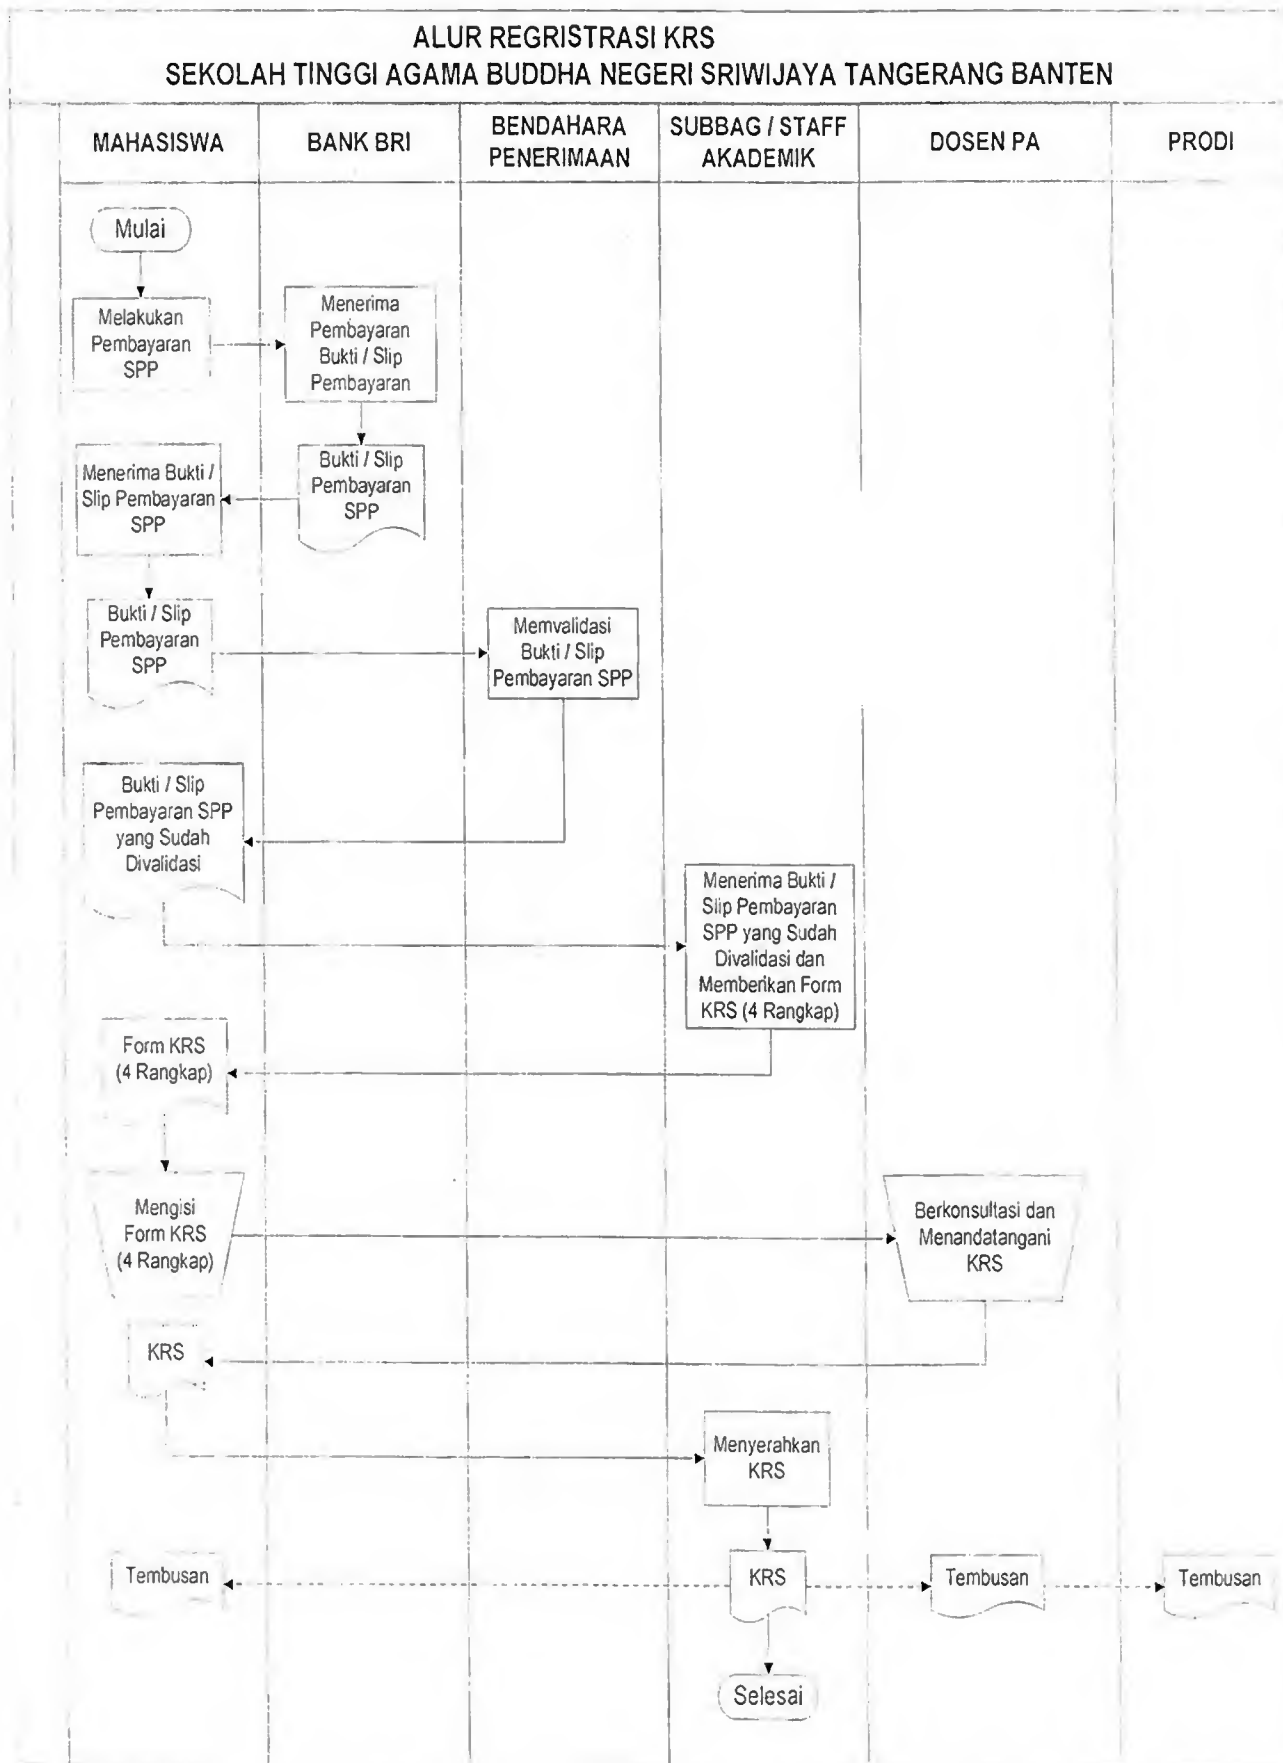 ALUR REGRISTRASI KRS
SEKOLAH TINGGI AGAMA BUDDHA NEGERI SRIWIJAYA TANGERANG BANTEN
MAHASISWA
BANK BRI
BENDAHARA
PENERIMAAN
SUBBAG / STAFF
AKADEMIK
DOSEN PA
PRODI
Mulai
Melakukan
Pembayaran
SPP
Menerima
Pembayaran
Bukti / Slip
Pembayaran
Menerima Bukti /
Slip Pembayaran
SPP
Bukti / Slip
Pembayaran
SPP
Bukti / Slip
Pembayaran
SPP
Memvalidasi
Bukti / Slip
Pembayaran SPP
Bukti / Slip
Pembayaran SPP
yang Sudah
Divalidasi
Menerima Bukti /
Slip Pembayaran
SPP yang Sudah
Divalidasi dan
Memberikan Form
KRS (4 Rangkap)
Form KRS
(4 Rangkap)
Mengisi
Form KRS
(4 Rangkap)
Berkonsultasi dan
Menandatangani
KRS
KRS
Menyerahkan
KRS
Tembusan
KRS
Tembusan
Tembusan
Selesai